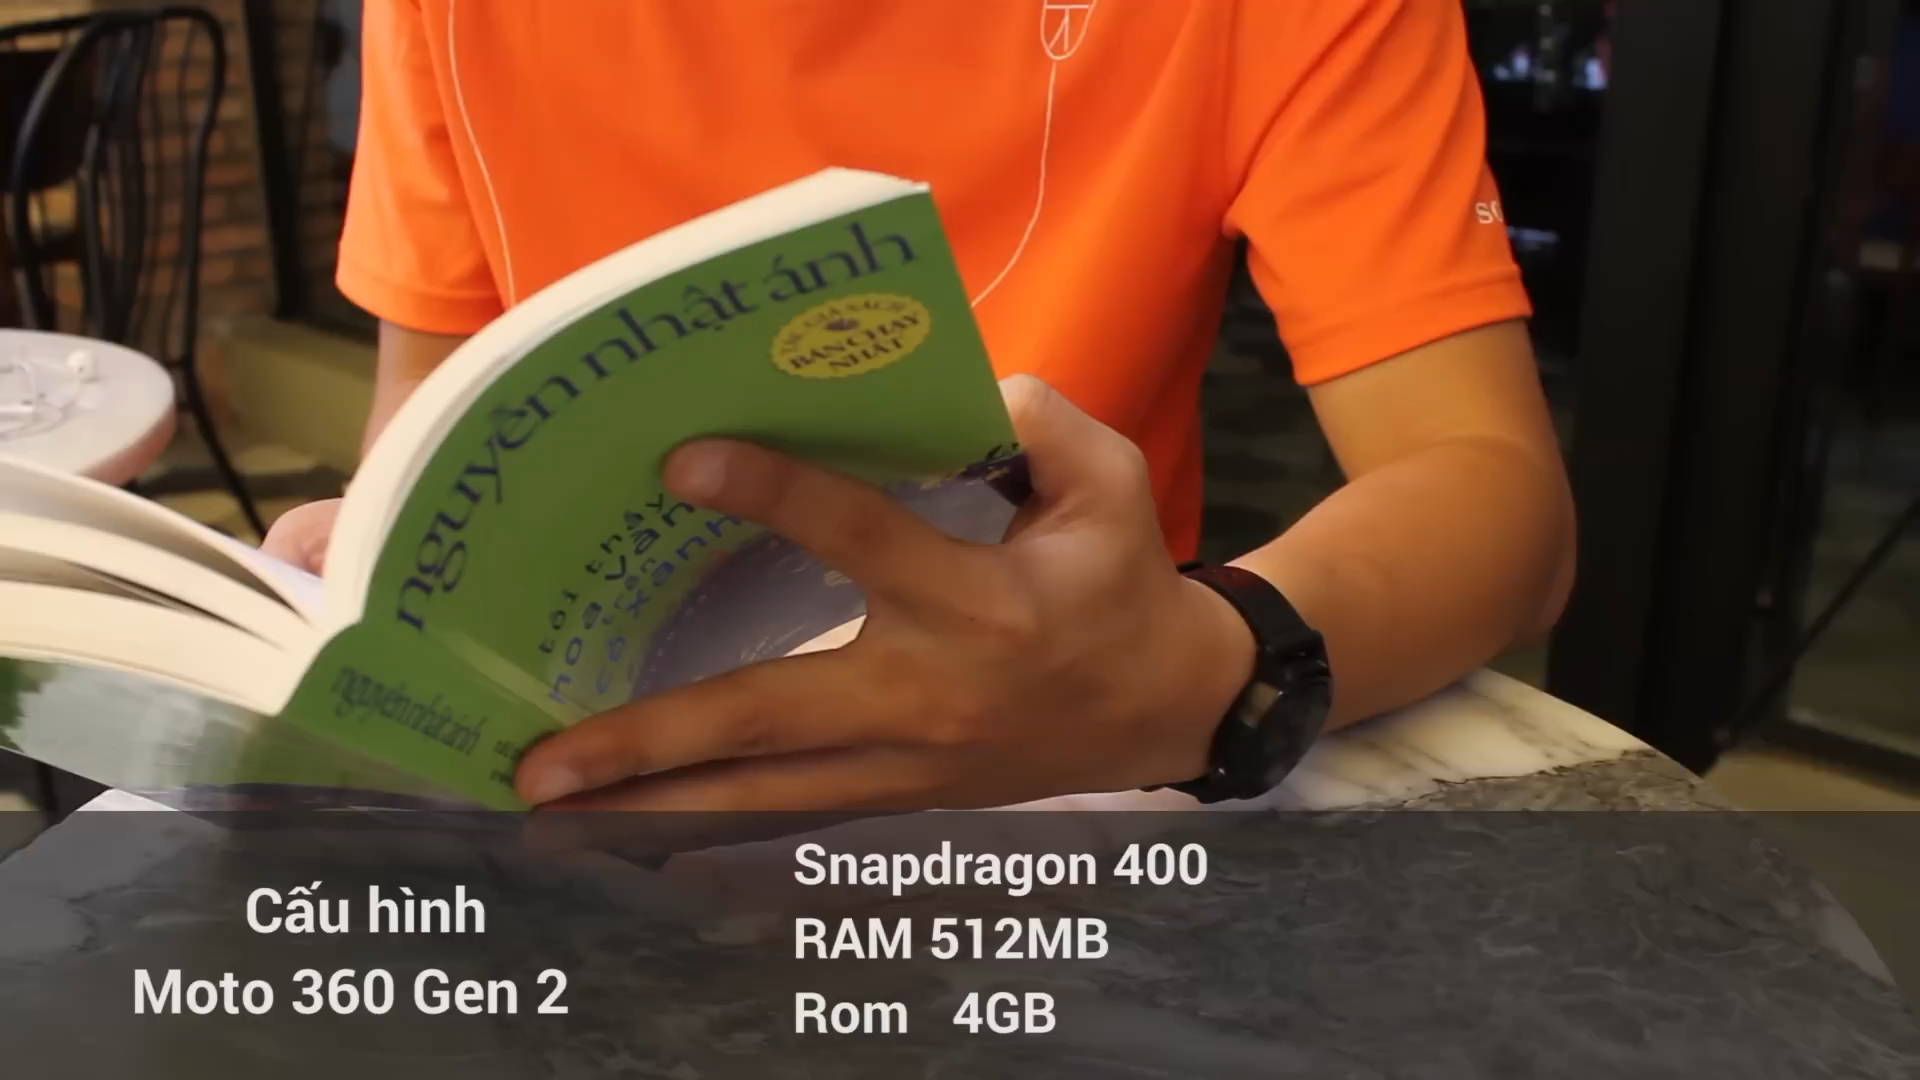 nguyễn nhật ánh
BÁN CHẠY
NHẤT
tôi thấy
hoa vàng
trên
cỏ xanh
nguyễn nhật ánh
Cấu hình
Moto 360 Gen 2
Snapdragon 400
RAM 512MB
Rom 4GB